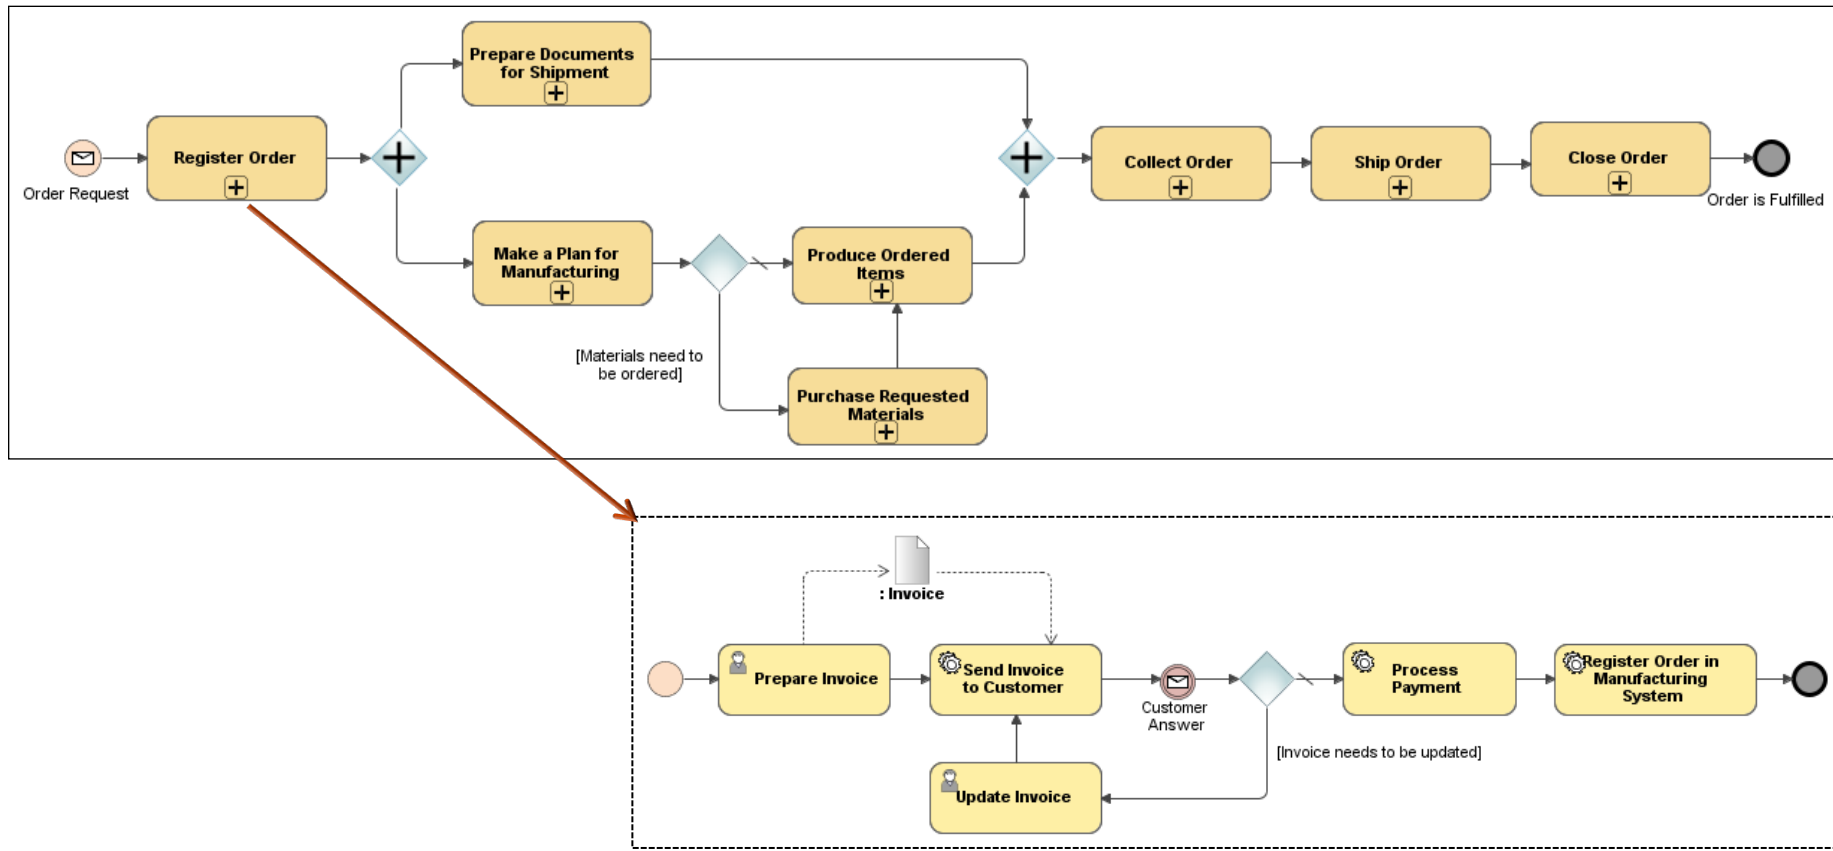 Prepare Documents
for Shipment
Register Order
Order Request
Collect Order
Ship Order
Close Order
Order is Fulfilled
Make a Plan for
Manufacturing
Produce Ordered
Items
[Materials need to
be ordered]
Purchase Requested
Materials
: Invoice
Prepare Invoice
Send Invoice
to Customer
Customer
Answer
Process
Payment
Register Order in
Manufacturing
System
[Invoice needs to be updated]
Update Invoice